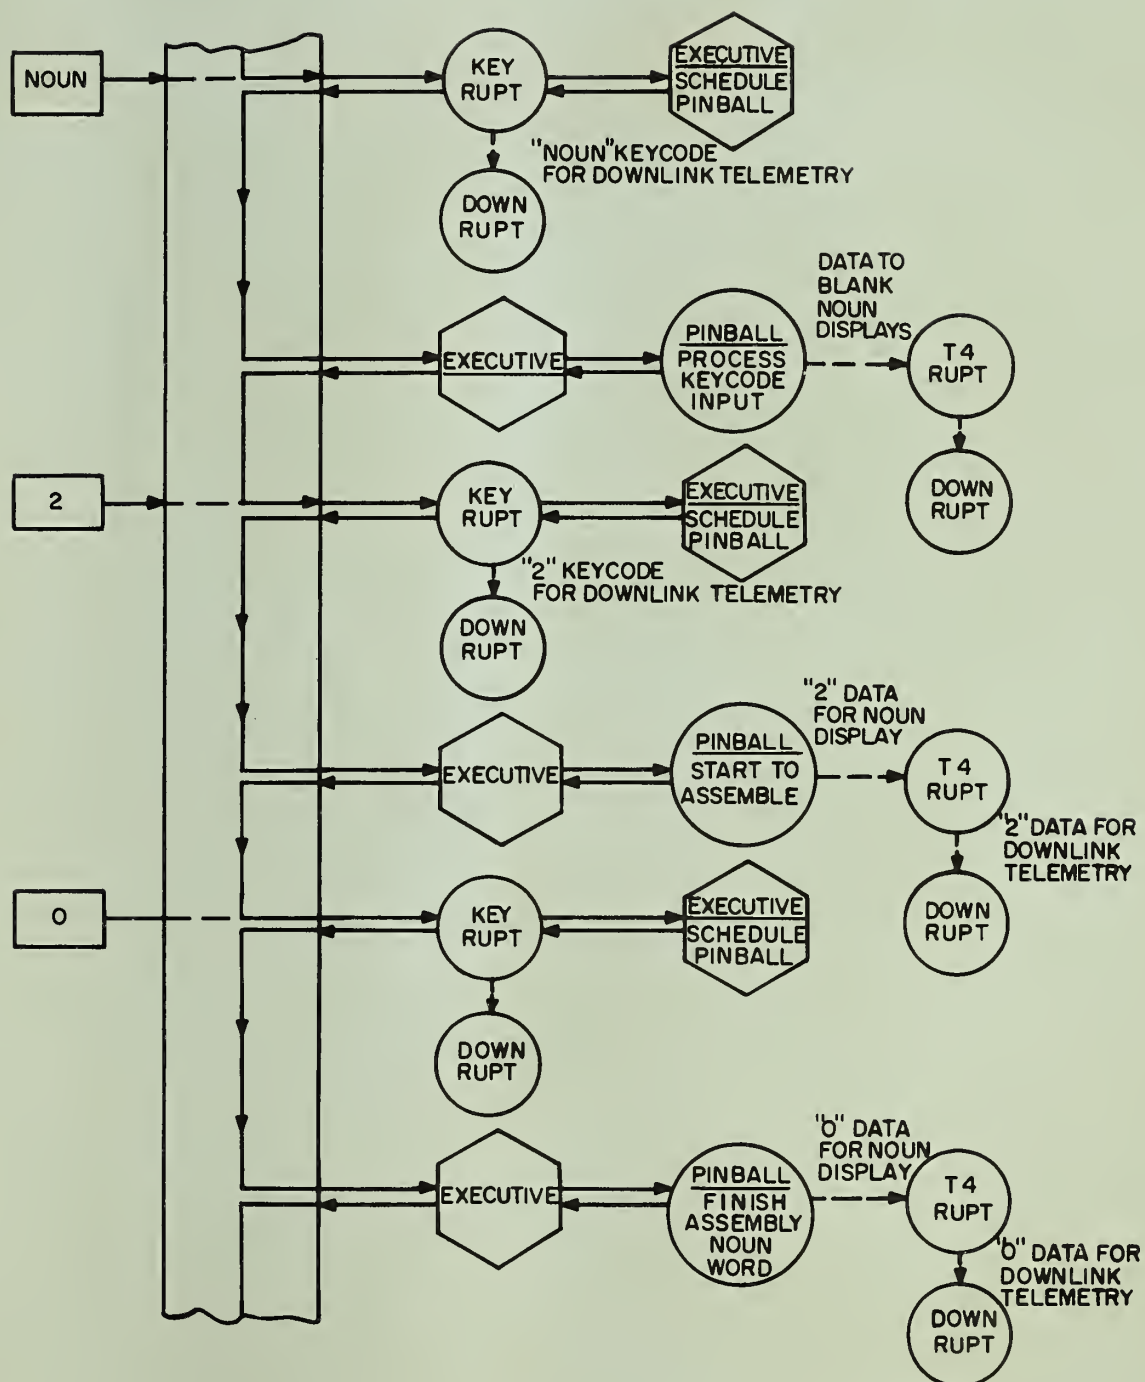 NOUN
KEY
RUPT
EXECUTIVE
SCHEDULE
PINBALL
"NOUN" KEYCODE
FOR DOWNLINK TELEMETRY
DOWN
RUPT
EXECUTIVE
PINBALL
PROCESS
KEYCODE
INPUT
DATA TO
BLANK
NOUN
DISPLAYS
T4
RUPT
DOWN
RUPT
2
KEY
RUPT
EXECUTIVE
SCHEDULE
PINBALL
"2" KEYCODE
FOR DOWNLINK TELEMETRY
DOWN
RUPT
EXECUTIVE
PINBALL
START TO
ASSEMBLE
"2" DATA
FOR NOUN
DISPLAY
T4
RUPT
"2" DATA FOR
DOWNLINK
TELEMETRY
DOWN
RUPT
0
KEY
RUPT
EXECUTIVE
SCHEDULE
PINBALL
DOWN
RUPT
EXECUTIVE
PINBALL
FINISH
ASSEMBLY
NOUN
WORD
"0" DATA
FOR NOUN
DISPLAY
T4
RUPT
"0" DATA FOR
DOWNLINK
TELEMETRY
DOWN
RUPT